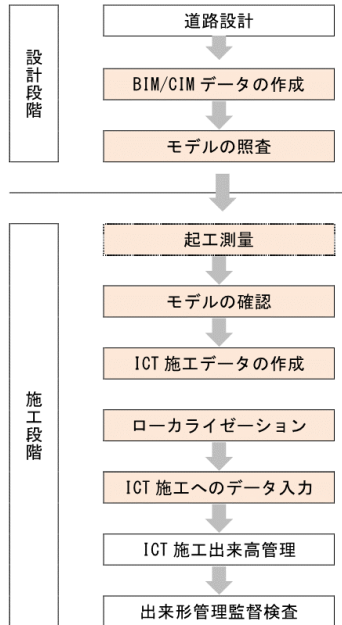 設計段階
道路設計
BIM/CIM データの作成
モデルの照査
施工段階
起工測量
モデルの確認
ICT 施工データの作成
ローカライゼーション
ICT 施工へのデータ入力
ICT 施工出来高管理
出来形管理監督検査